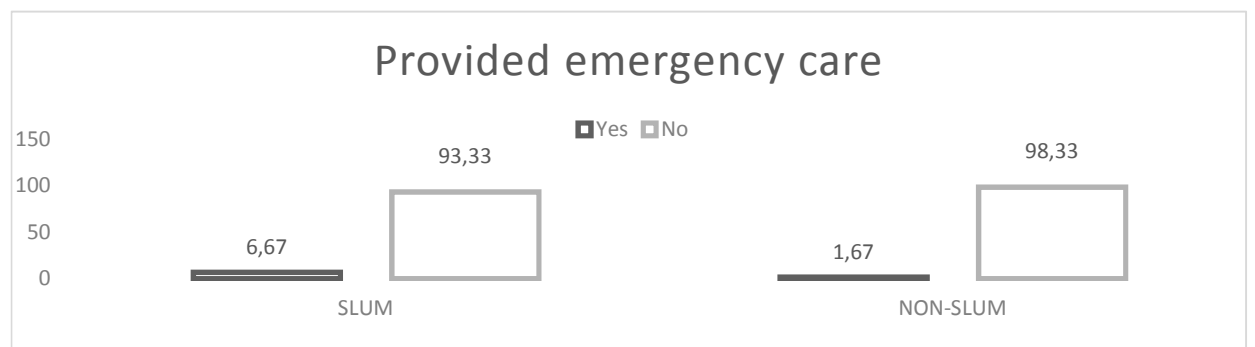 Provided emergency care
Yes No
150
100
50
0
93,33
98,33
6,67
1,67
SLUM
NON-SLUM